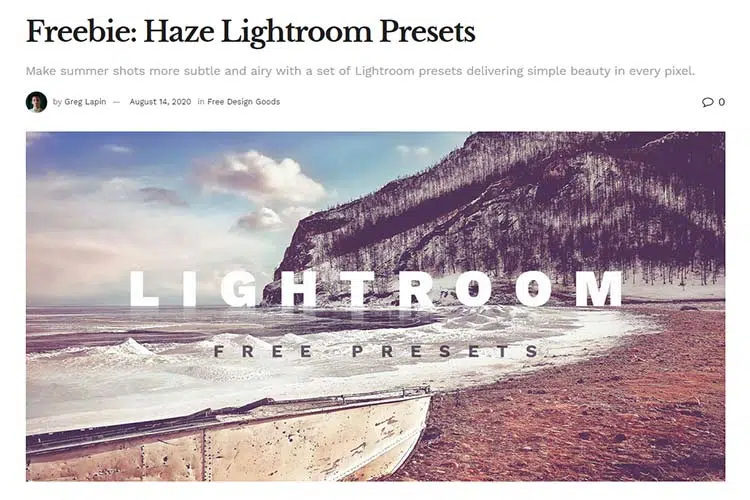 Freebie: Haze Lightroom Presets
Make summer shots more subtle and airy with a set of Lightroom presets delivering simple beauty in every pixel.
by Greg Lapin — August 14, 2020 in Free Design Goods 0
LIGHTROOM
FREE PRESETS